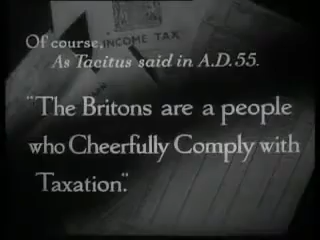 Of course,
INCOME TAX
As Tacitus said in A.D. 55.
"The Britons are a people
who Cheerfully Comply with
Taxation."